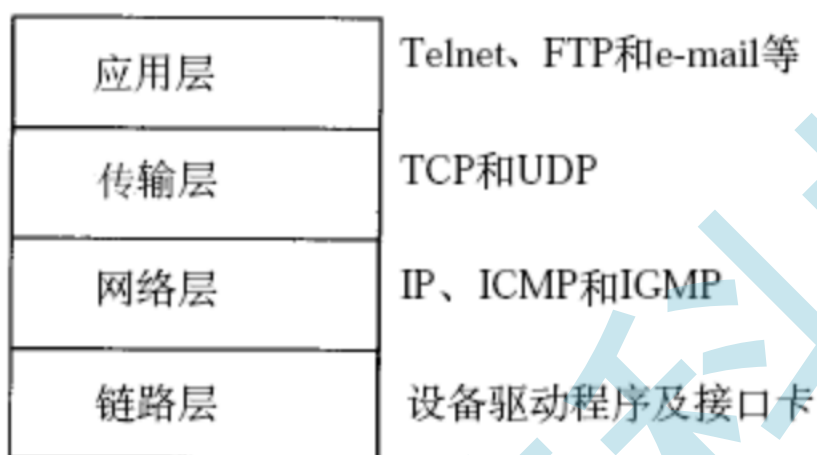 应用层 Telnet、FTP和e-mail等
传输层 TCP和UDP
网络层 IP、ICMP和IGMP
链路层 设备驱动程序及接口卡